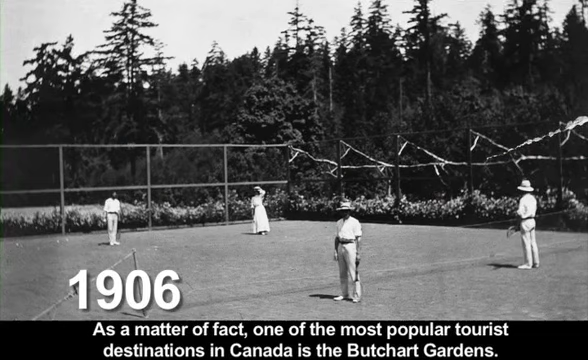 1906
As a matter of fact, one of the most popular tourist
destinations in Canada is the Butchart Gardens.